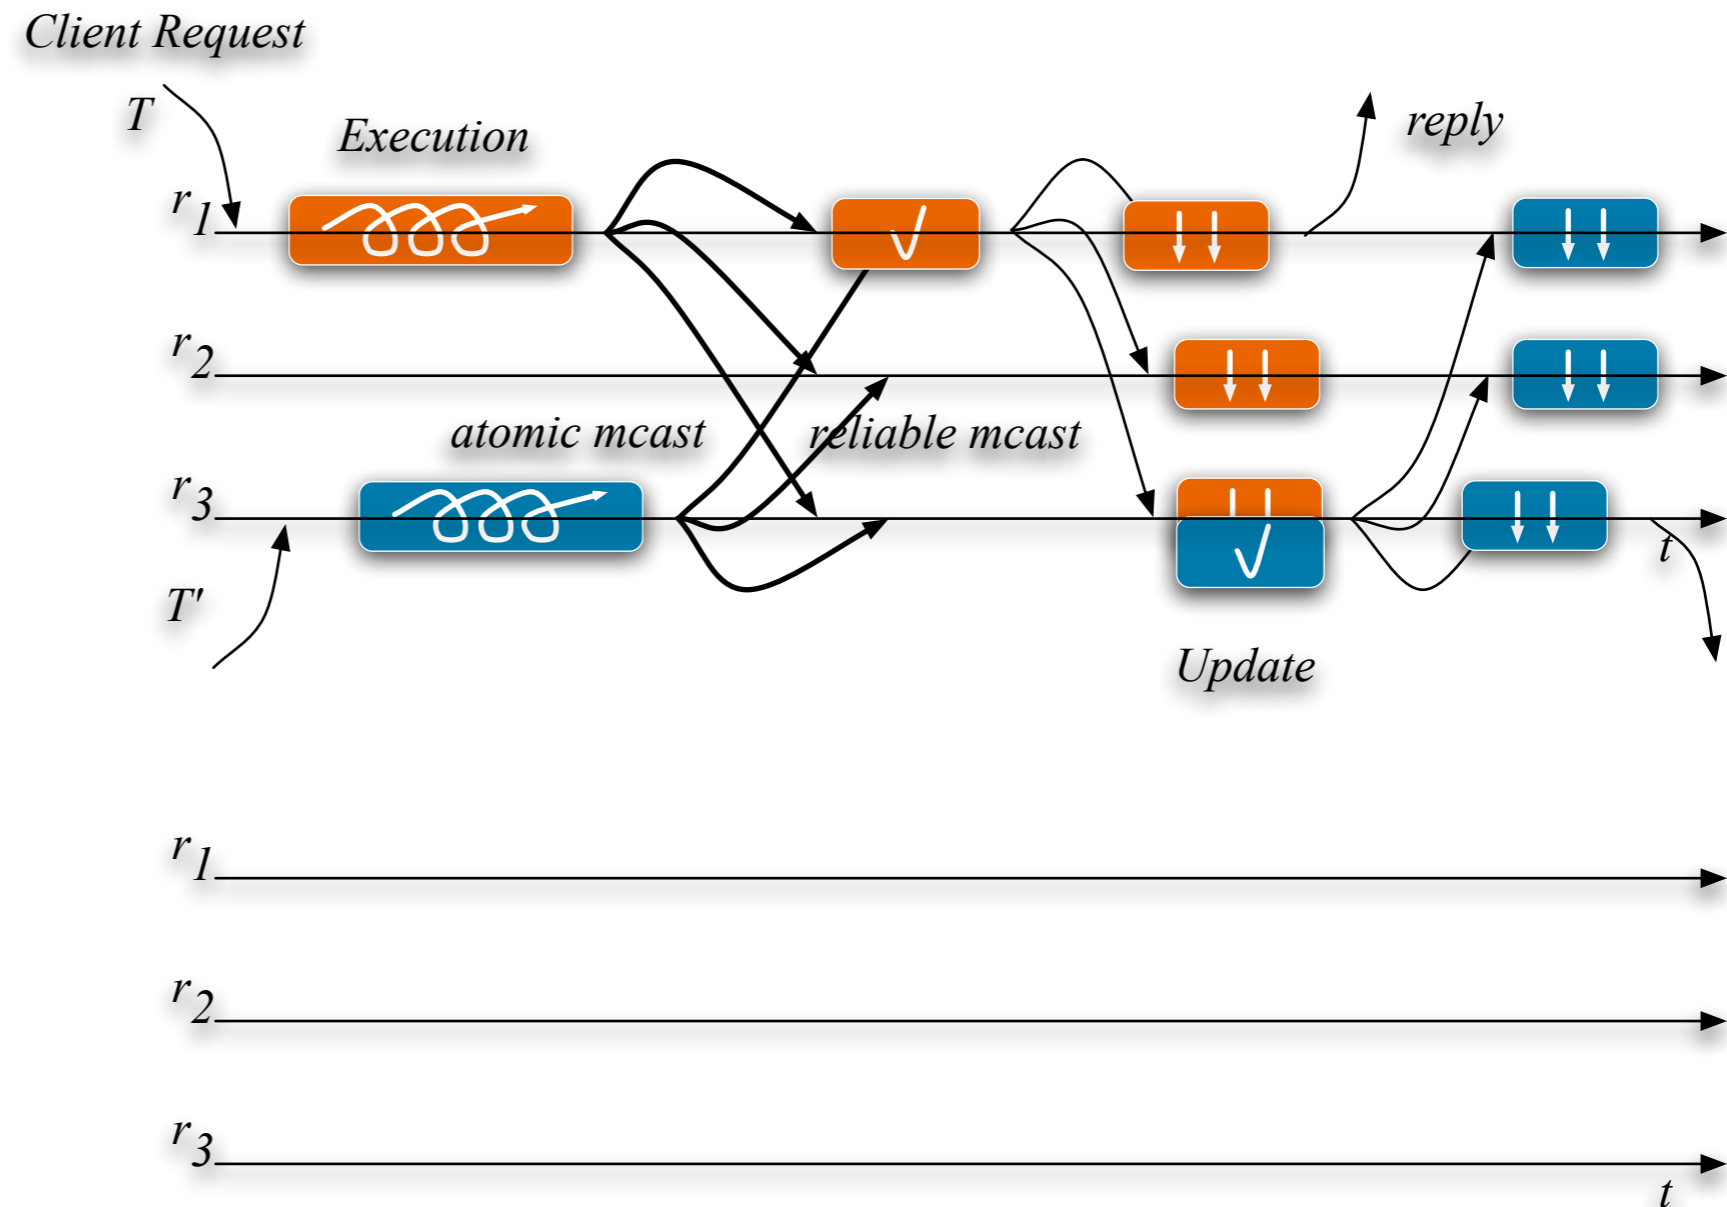 Client Request
T
Execution
reply
r1
r2
atomic mcast
reliable mcast
r3
t
T'
Update
r1
r2
r3
t